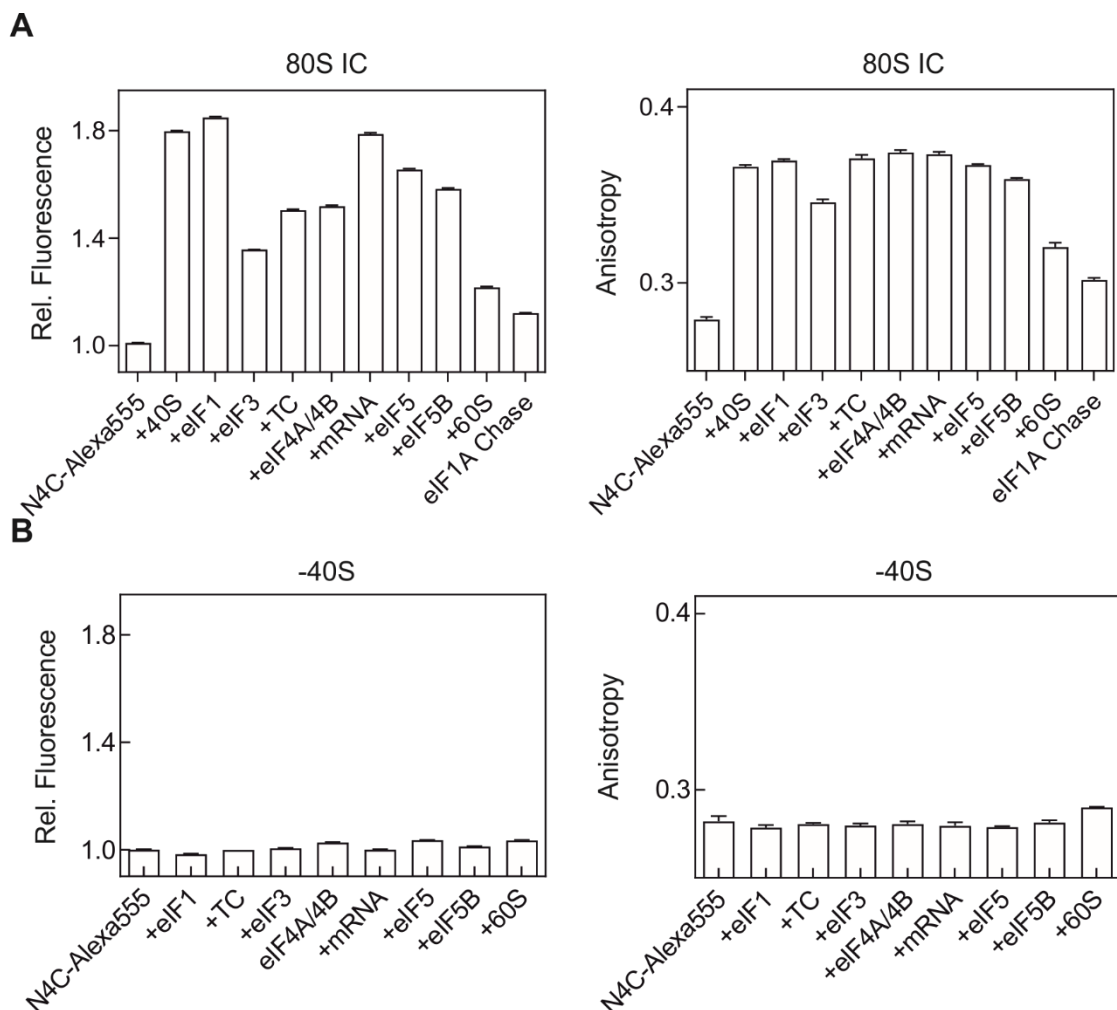 A
80S IC
Rel. Fluorescence
1.8
1.4
1.0
N4C-Alexa555
+40S
+eIF1
+eIF3
+TC
+eIF4A/4B
+mRNA
+eIF5
+eIF5B
+60S
eIF1A Chase
80S IC
Anisotropy
0.4
0.3
N4C-Alexa555
+40S
+eIF1
+eIF3
+TC
+eIF4A/4B
+mRNA
+eIF5
+eIF5B
+60S
eIF1A Chase
B
-40S
Rel. Fluorescence
1.8
1.4
1.0
N4C-Alexa555
+eIF1
+TC
+eIF3
eIF4A/4B
+mRNA
+eIF5
+eIF5B
+60S
-40S
Anisotropy
0.4
0.3
N4C-Alexa555
+eIF1
+TC
+eIF3
+eIF4A/4B
+mRNA
+eIF5
+eIF5B
+60S